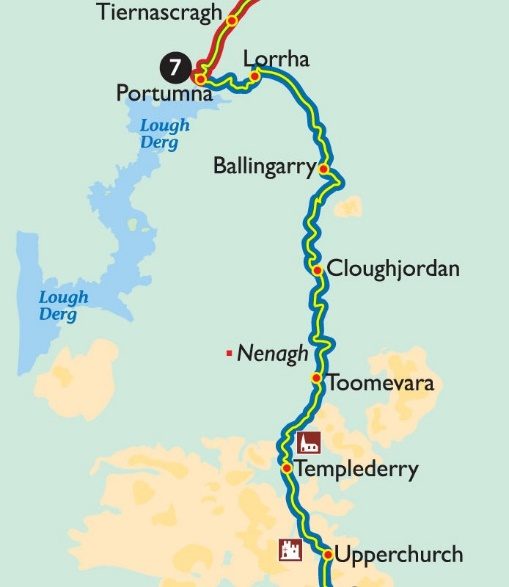 Tiernascragh
7
Lorrha
Portumna
Lough
Derg
Ballingarry
Cloughjordan
Lough
Derg
Nenagh
Toomevara
Templederry
Upperchurch